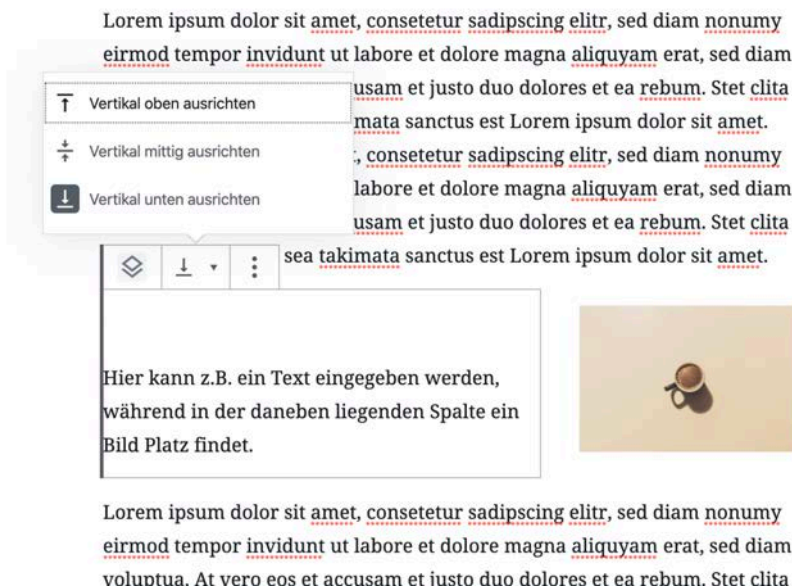 Lorem ipsum dolor sit amet, consetetur sadipscing elitr, sed diam nonumy
eirmod tempor invidunt ut labore et dolore magna aliquyam erat, sed diam
usam et justo duo dolores et ea rebum. Stet clita
mata sanctus est Lorem ipsum dolor sit amet.
, consetetur sadipscing elitr, sed diam nonumy
labore et dolore magna aliquyam erat, sed diam
usam et justo duo dolores et ea rebum. Stet clita
sea takimata sanctus est Lorem ipsum dolor sit amet.
Vertikal oben ausrichten
Vertikal mittig ausrichten
Vertikal unten ausrichten
Hier kann z.B. ein Text eingegeben werden,
während in der daneben liegenden Spalte ein
Bild Platz findet.
Lorem ipsum dolor sit amet, consetetur sadipscing elitr, sed diam nonumy
eirmod tempor invidunt ut labore et dolore magna aliquyam erat, sed diam
voluptua. At vero eos et accusam et justo duo dolores et ea rebum. Stet clita